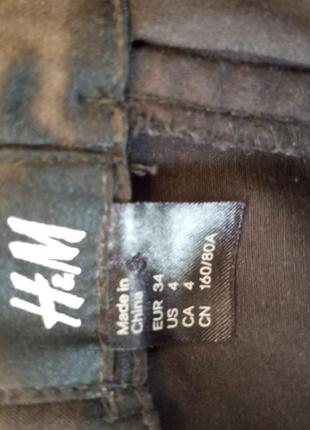 H&M
Made in
China
EUR 34
US 4
CA 4
CN 160/80A